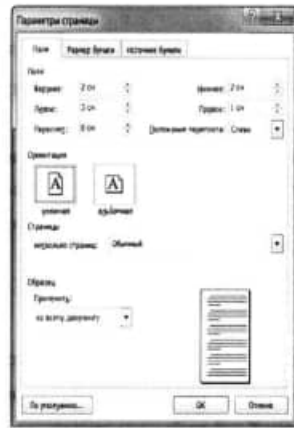 Параметры страницы
Поля Размер бумаги Источник бумаги
Поля
Верхнее: 2 см Нижнее: 2 см
Левое: 3 см Правое: 1 см
Переплет: 0 см Положение переплета: Слева
Ориентация
А А
книжная альбомная
Страницы
несколько страниц: Обычный
Образец
Применить:
ко всему документу
По умолчанию... ОК Отмена